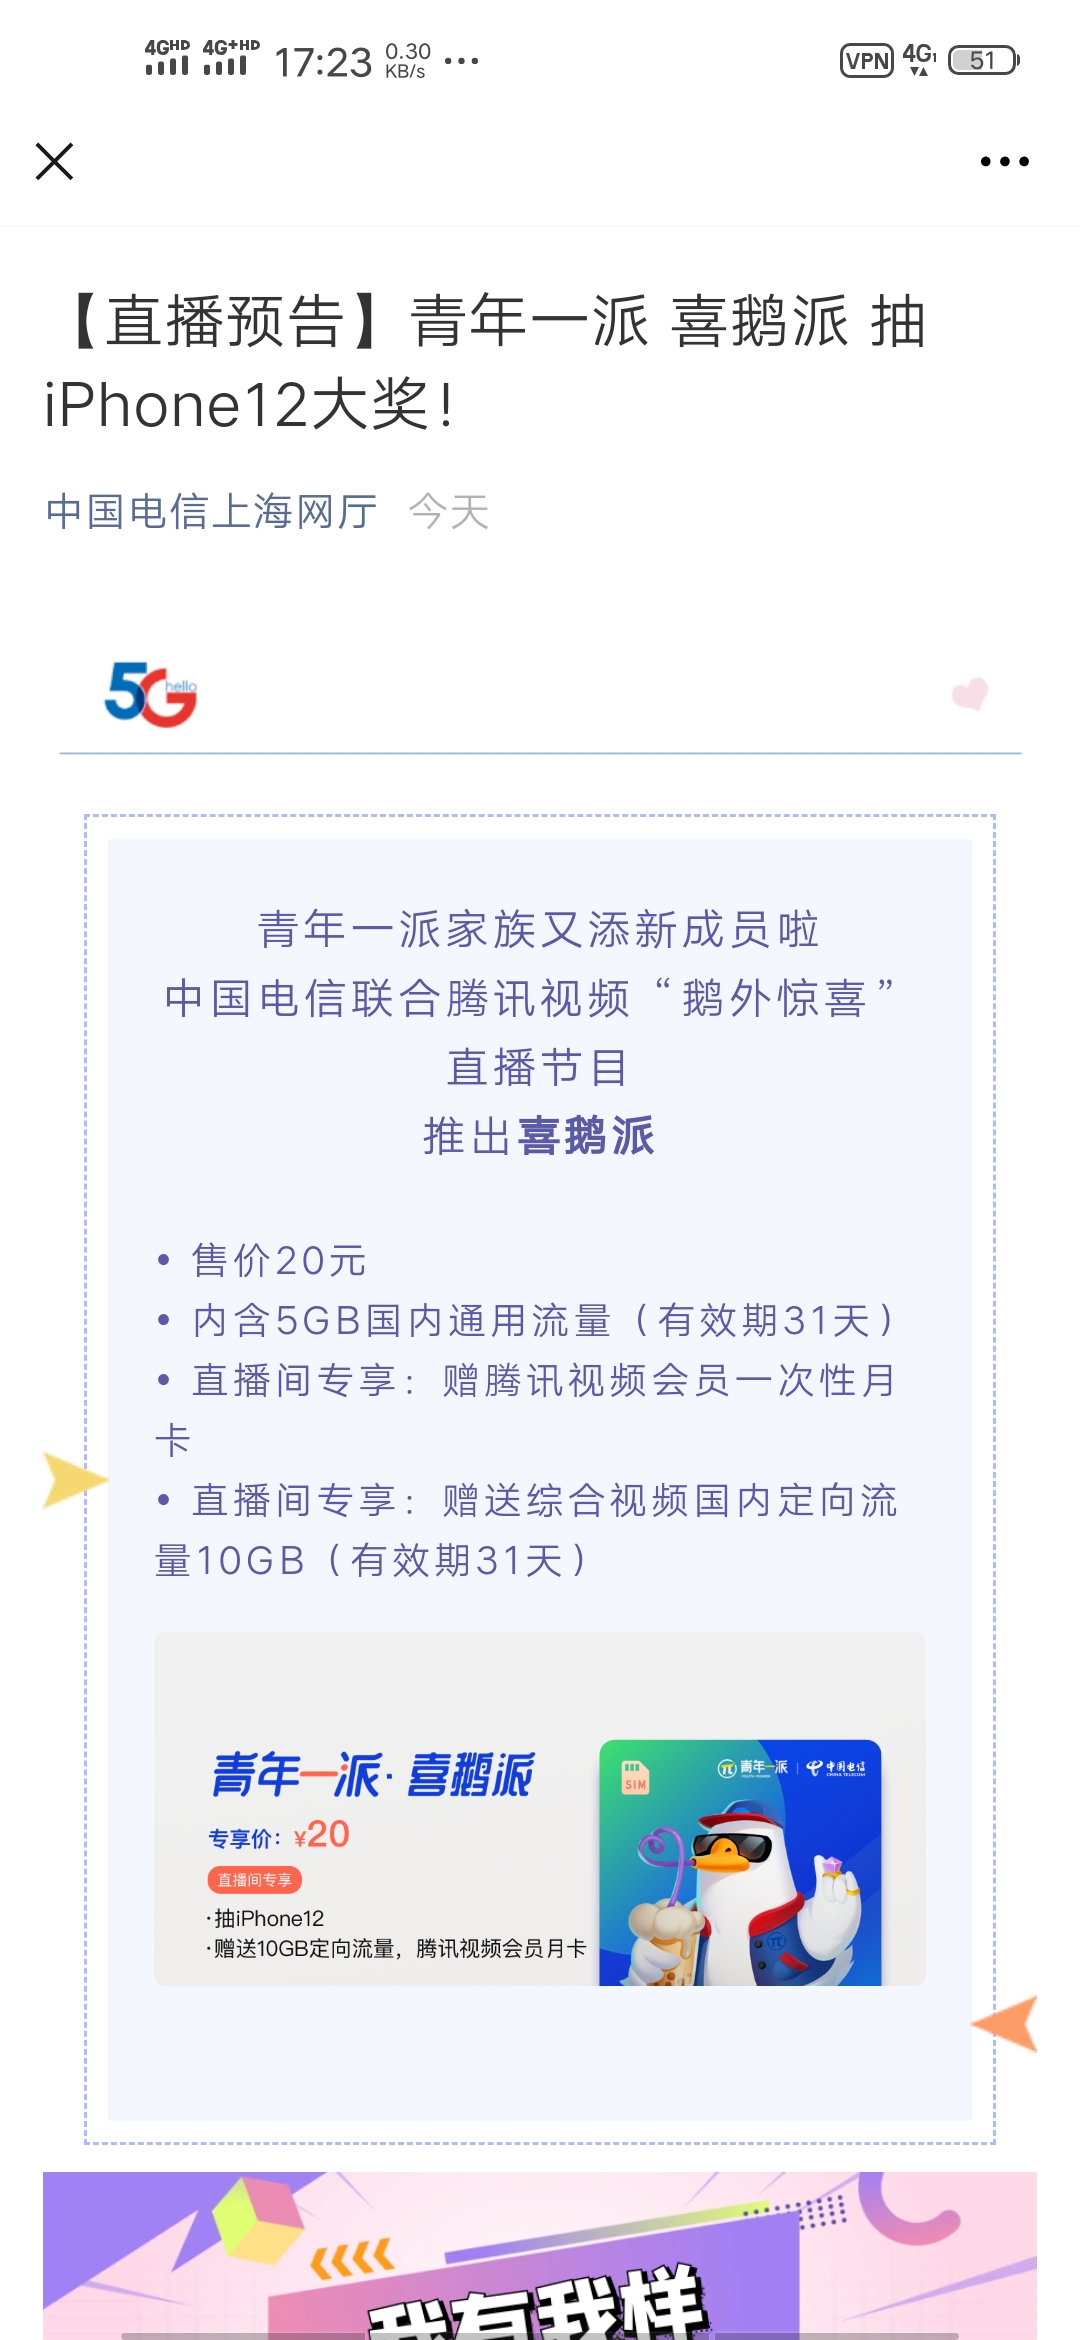 4GHD 4G+HD 17:23 0.30 KB/s ··· VPN 4G1 51
【直播预告】青年一派 喜鹅派 抽
iPhone12大奖！
中国电信上海网厅 今天
5G hello
青年一派家族又添新成员啦
中国电信联合腾讯视频“鹅外惊喜”
直播节目
推出喜鹅派
• 售价20元
• 内含5GB国内通用流量（有效期31天）
• 直播间专享：赠腾讯视频会员一次性月
卡
• 直播间专享：赠送综合视频国内定向流
量10GB（有效期31天）
青年一派·喜鹅派
专享价：¥20
直播间专享
·抽iPhone12
·赠送10GB定向流量，腾讯视频会员月卡
SIM
青年一派 | 中国电信
CHINA TELECOM
我有我样